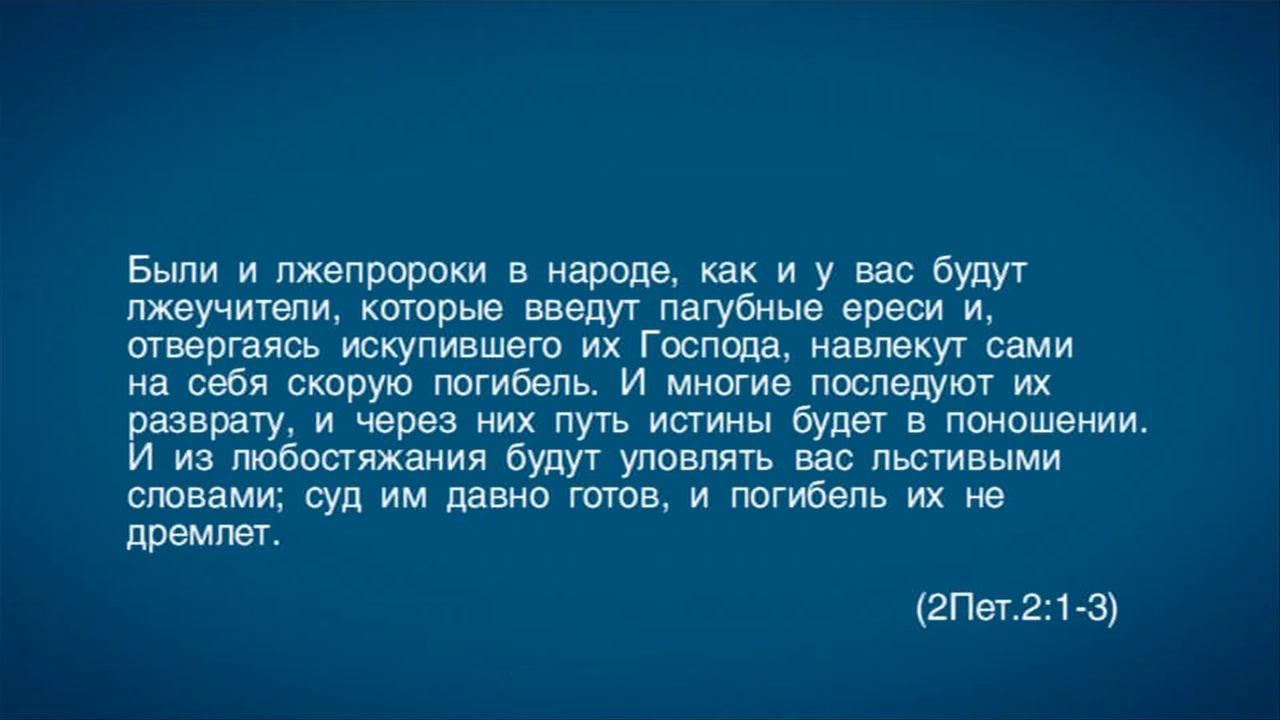 Были и лжепророки в народе, как и у вас будут
лжеучители, которые введут пагубные ереси и,
отвергаясь искупившего их Господа, навлекут сами
на себя скорую погибель. И многие последуют их
разврату, и через них путь истины будет в поношении.
И из любостяжания будут уловлять вас льстивыми
словами; суд им давно готов, и погибель их не
дремлет.
(2Пет.2:1-3)